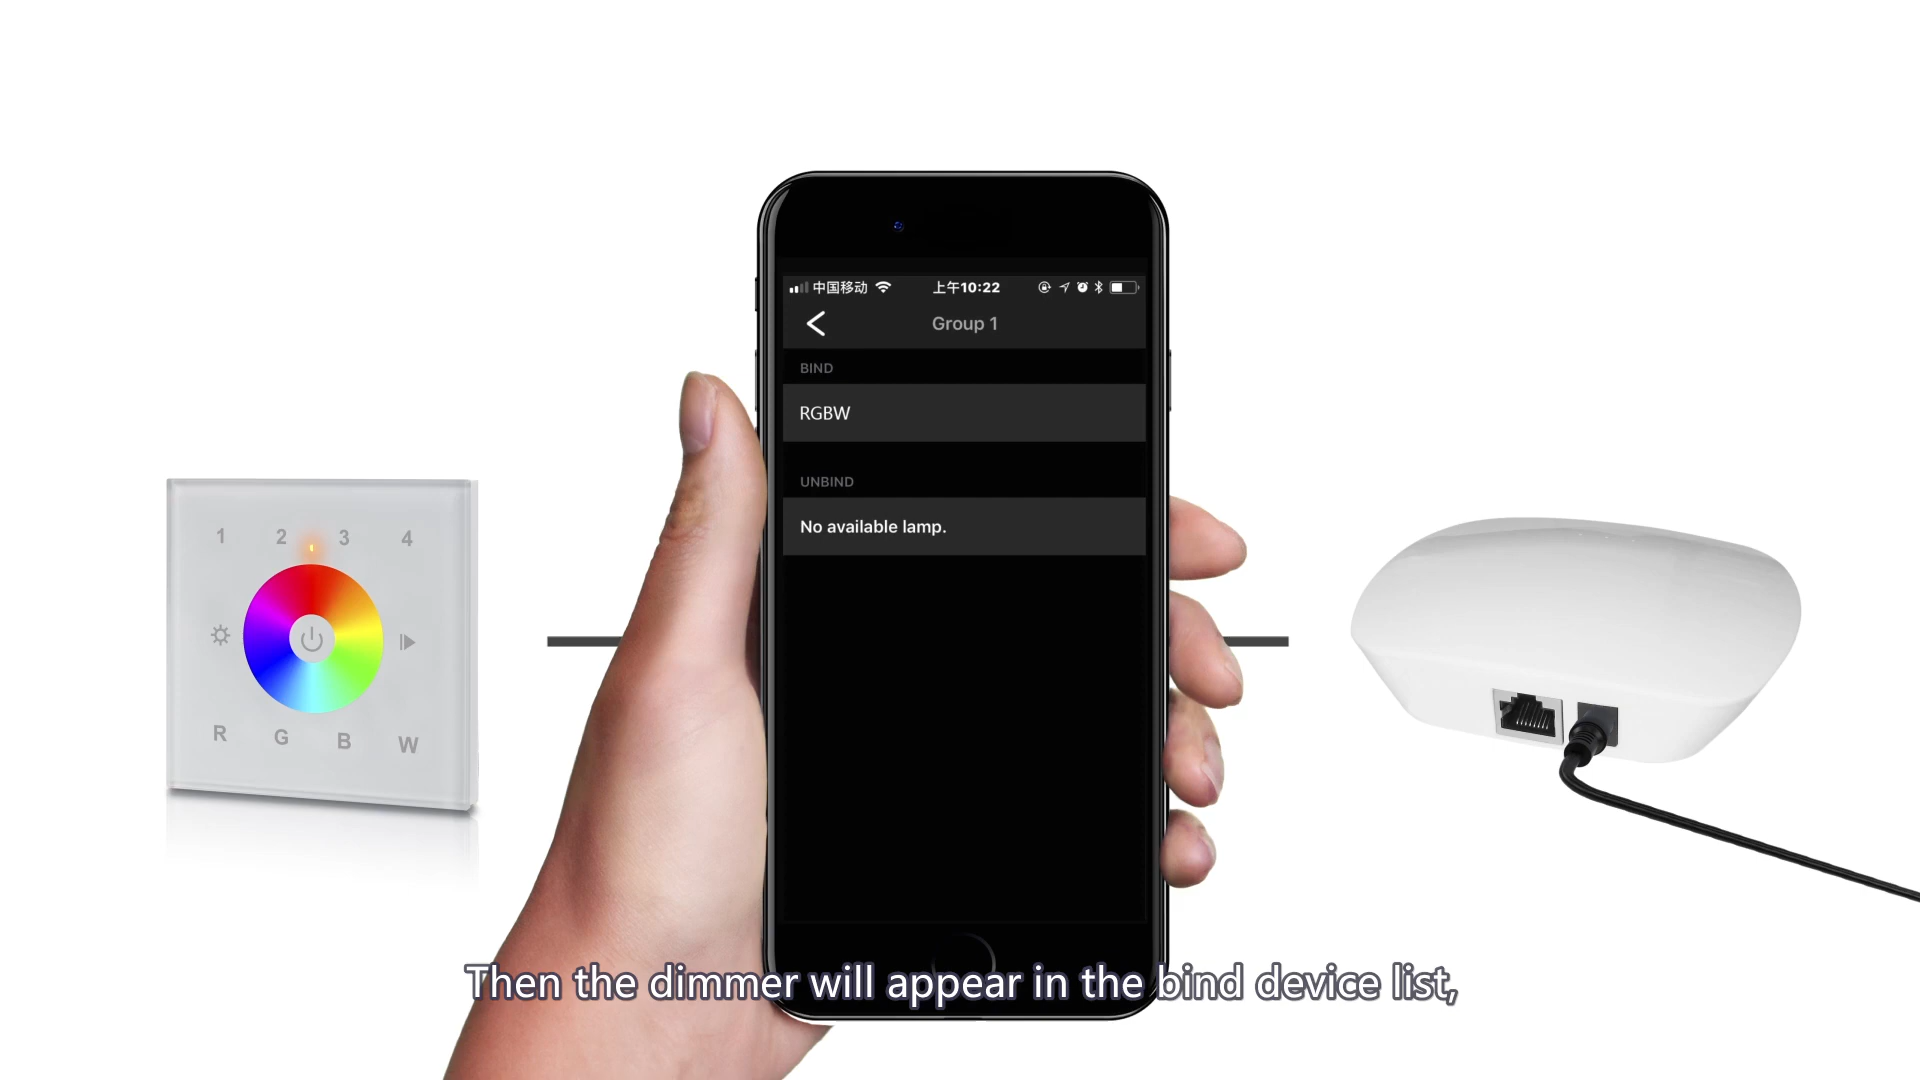 中国移动
上午10:22
Group 1
BIND
RGBW
UNBIND
No available lamp.
1 2 3 4
R G B W
Then the dimmer will appear in the bind device list,